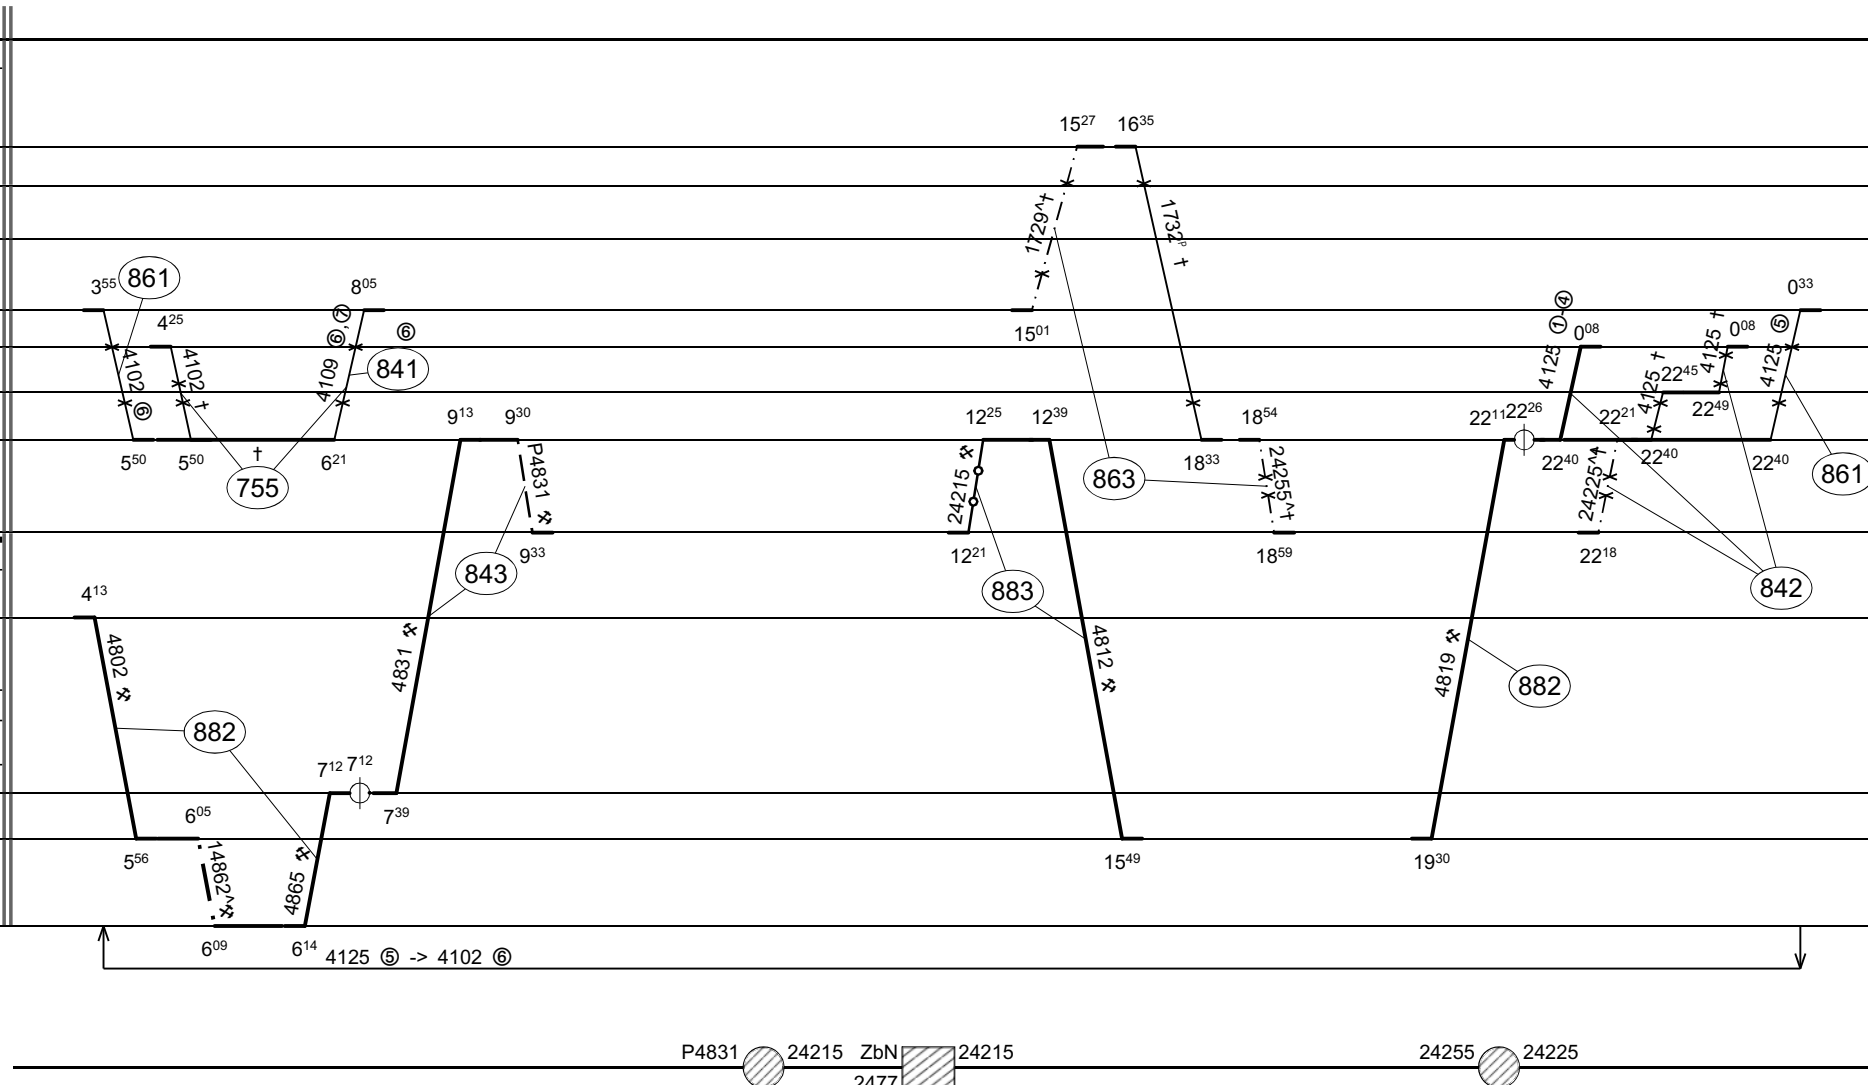 15²⁷ 16³⁵
1729^† 1732ᴾ †
3⁵⁵ 861 8⁰⁵ 0³³
4²⁵ ⑥ 15⁰¹ 0⁰⁸ 0⁰⁸
4102 ⑥ 4102 † 4109 ⑥,⑦ 841 4125 ①-④ 4125 † 4125 † 4125 ⑤
22⁴⁵
22⁴⁹
9¹³ 9³⁰ 12²⁵ 12³⁹ 18⁵⁴ 22¹¹ 22²⁶ 22²¹
5⁵⁰ 5⁵⁰ † 6²¹ 18³³ 22⁴⁰ 22⁴⁰ 22⁴⁰
755 P4831 ⚒ 24215 ⚒ 863 24255^† 24225^† 861
9³³ 12²¹ 18⁵⁹ 22¹⁸
843 883 842
4¹³
4802 ⚒ 4831 ⚒ 4812 ⚒ 4819 ⚒ 882
882
7¹² 7¹²
6⁰⁵ 7³⁹
5⁵⁶ 15⁴⁹ 19³⁰
14862^⚒ 4865 ⚒
6⁰⁹ 6¹⁴
4125 ⑤ -> 4102 ⑥
P4831 24215 ZbN 24215 24255 24225
2477